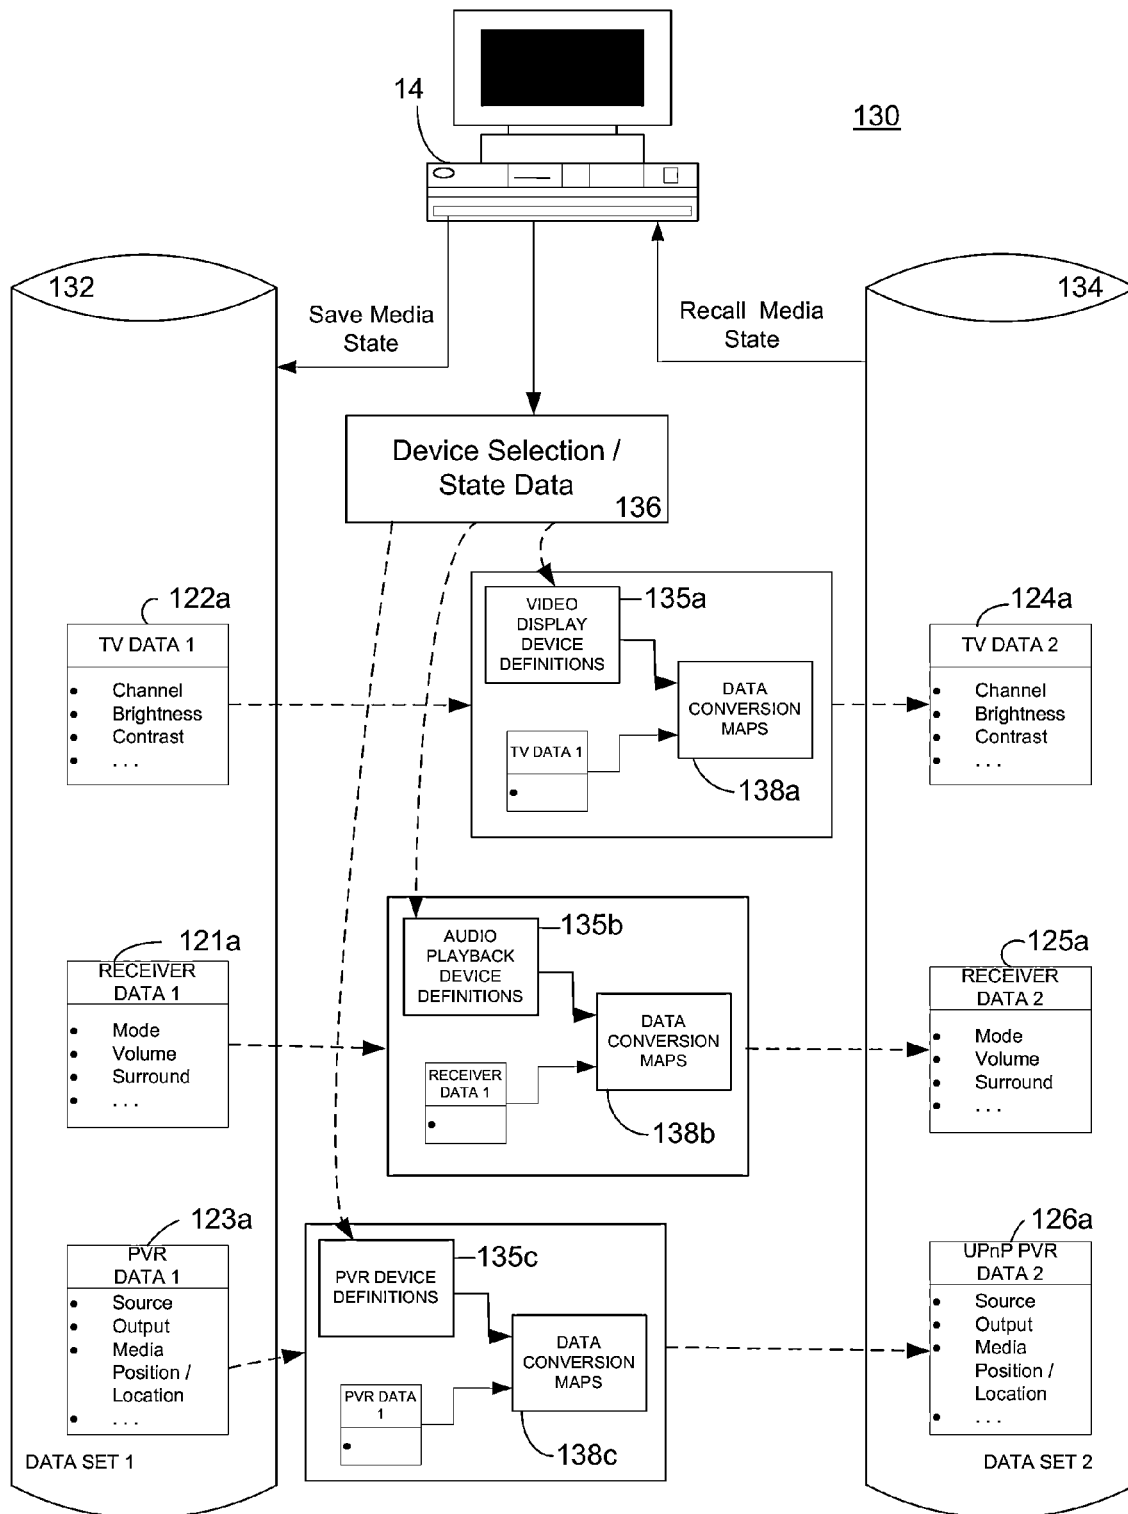 14
130
132
134
Save Media
State
Recall Media
State
Device Selection /
State Data
136
122a
TV DATA 1
• Channel
• Brightness
• Contrast
• . . .
135a
VIDEO
DISPLAY
DEVICE
DEFINITIONS
DATA
CONVERSION
MAPS
TV DATA 1
•
138a
124a
TV DATA 2
• Channel
• Brightness
• Contrast
• . . .
121a
RECEIVER
DATA 1
• Mode
• Volume
• Surround
• . . .
135b
AUDIO
PLAYBACK
DEVICE
DEFINITIONS
DATA
CONVERSION
MAPS
RECEIVER
DATA 1
•
138b
125a
RECEIVER
DATA 2
• Mode
• Volume
• Surround
• . . .
123a
PVR
DATA 1
• Source
• Output
• Media
Position /
Location
• . . .
DATA SET 1
135c
PVR DEVICE
DEFINITIONS
DATA
CONVERSION
MAPS
PVR DATA
1
•
138c
126a
UPnP PVR
DATA 2
• Source
• Output
• Media
Position /
Location
• . . .
DATA SET 2